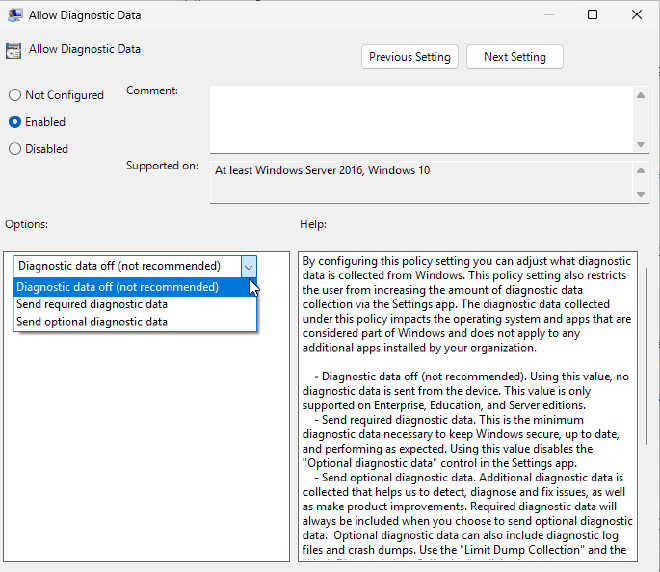 Allow Diagnostic Data
Allow Diagnostic Data
Previous Setting
Next Setting
Not Configured
Comment:
Enabled
Disabled
Supported on:
At least Windows Server 2016, Windows 10
Options:
Help:
Diagnostic data off (not recommended)
Diagnostic data off (not recommended)
Send required diagnostic data
Send optional diagnostic data
By configuring this policy setting you can adjust what diagnostic
data is collected from Windows. This policy setting also restricts
the user from increasing the amount of diagnostic data
collection via the Settings app. The diagnostic data collected
under this policy impacts the operating system and apps that are
considered part of Windows and does not apply to any
additional apps installed by your organization.
- Diagnostic data off (not recommended). Using this value, no
diagnostic data is sent from the device. This value is only
supported on Enterprise, Education, and Server editions.
- Send required diagnostic data. This is the minimum
diagnostic data necessary to keep Windows secure, up to date,
and performing as expected. Using this value disables the
"Optional diagnostic data" control in the Settings app.
- Send optional diagnostic data. Additional diagnostic data is
collected that helps us to detect, diagnose and fix issues, as well
as make product improvements. Required diagnostic data will
always be included when you choose to send optional diagnostic
data.  Optional diagnostic data can also include diagnostic log
files and crash dumps. Use the "Limit Dump Collection" and the